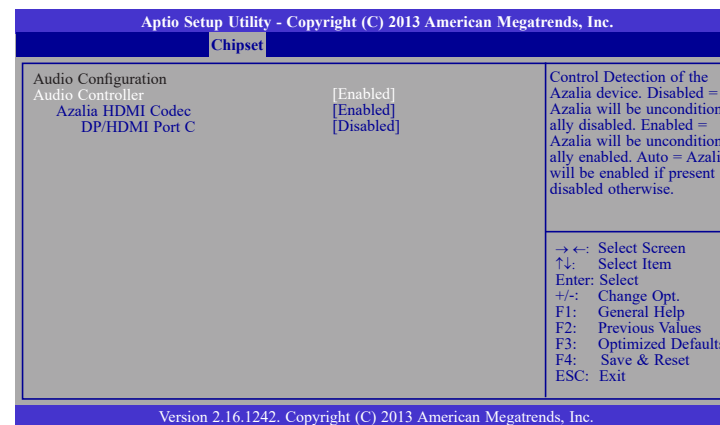 Aptio Setup Utility - Copyright (C) 2013 American Megatrends, Inc.
Chipset
Audio Configuration
Audio Controller [Enabled]
Azalia HDMI Codec [Enabled]
DP/HDMI Port C [Disabled]
Control Detection of the
Azalia device. Disabled =
Azalia will be uncondition
ally disabled. Enabled =
Azalia will be uncondition
ally enabled. Auto = Azali
will be enabled if present
disabled otherwise.
→ ←: Select Screen
↑↓: Select Item
Enter: Select
+/-: Change Opt.
F1: General Help
F2: Previous Values
F3: Optimized Defaults
F4: Save & Reset
ESC: Exit
Version 2.16.1242. Copyright (C) 2013 American Megatrends, Inc.